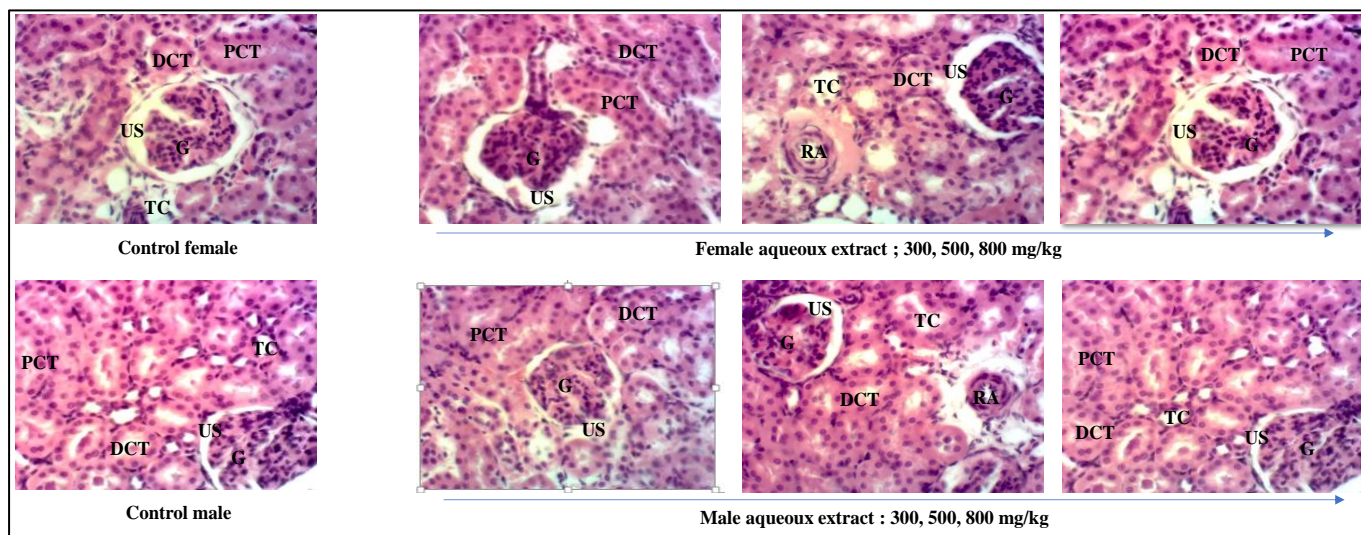 DCT PCT
US
G
TC
DCT
PCT
G
US
TC DCT US
G
RA
DCT PCT
US
G
Control female
Female aqueoux extract ; 300, 500, 800 mg/kg
PCT
TC
DCT
US
G
PCT
DCT
G
US
US
G
TC
DCT
RA
PCT
DCT
TC
US
G
Control male
Male aqueoux extract : 300, 500, 800 mg/kg